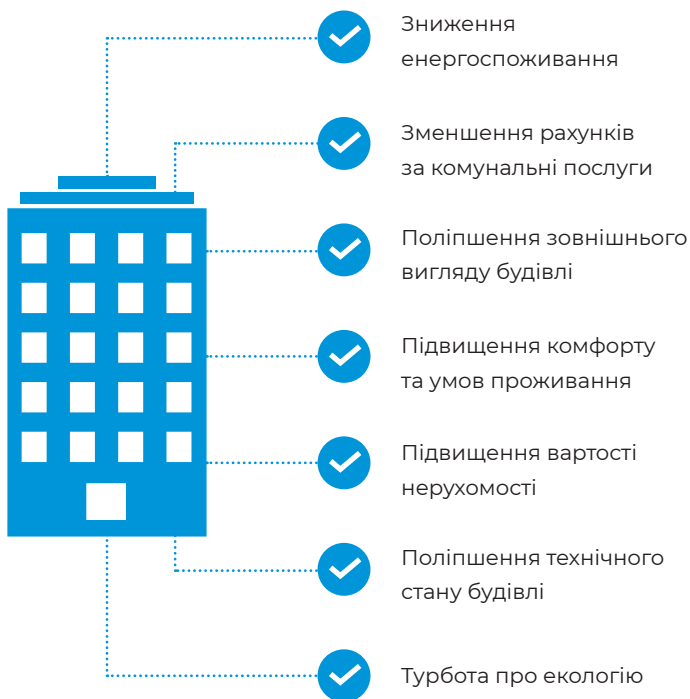 Зниження
енергоспоживання
Зменшення рахунків
за комунальні послуги
Поліпшення зовнішнього
вигляду будівлі
Підвищення комфорту
та умов проживання
Підвищення вартості
нерухомості
Поліпшення технічного
стану будівлі
Турбота про екологію